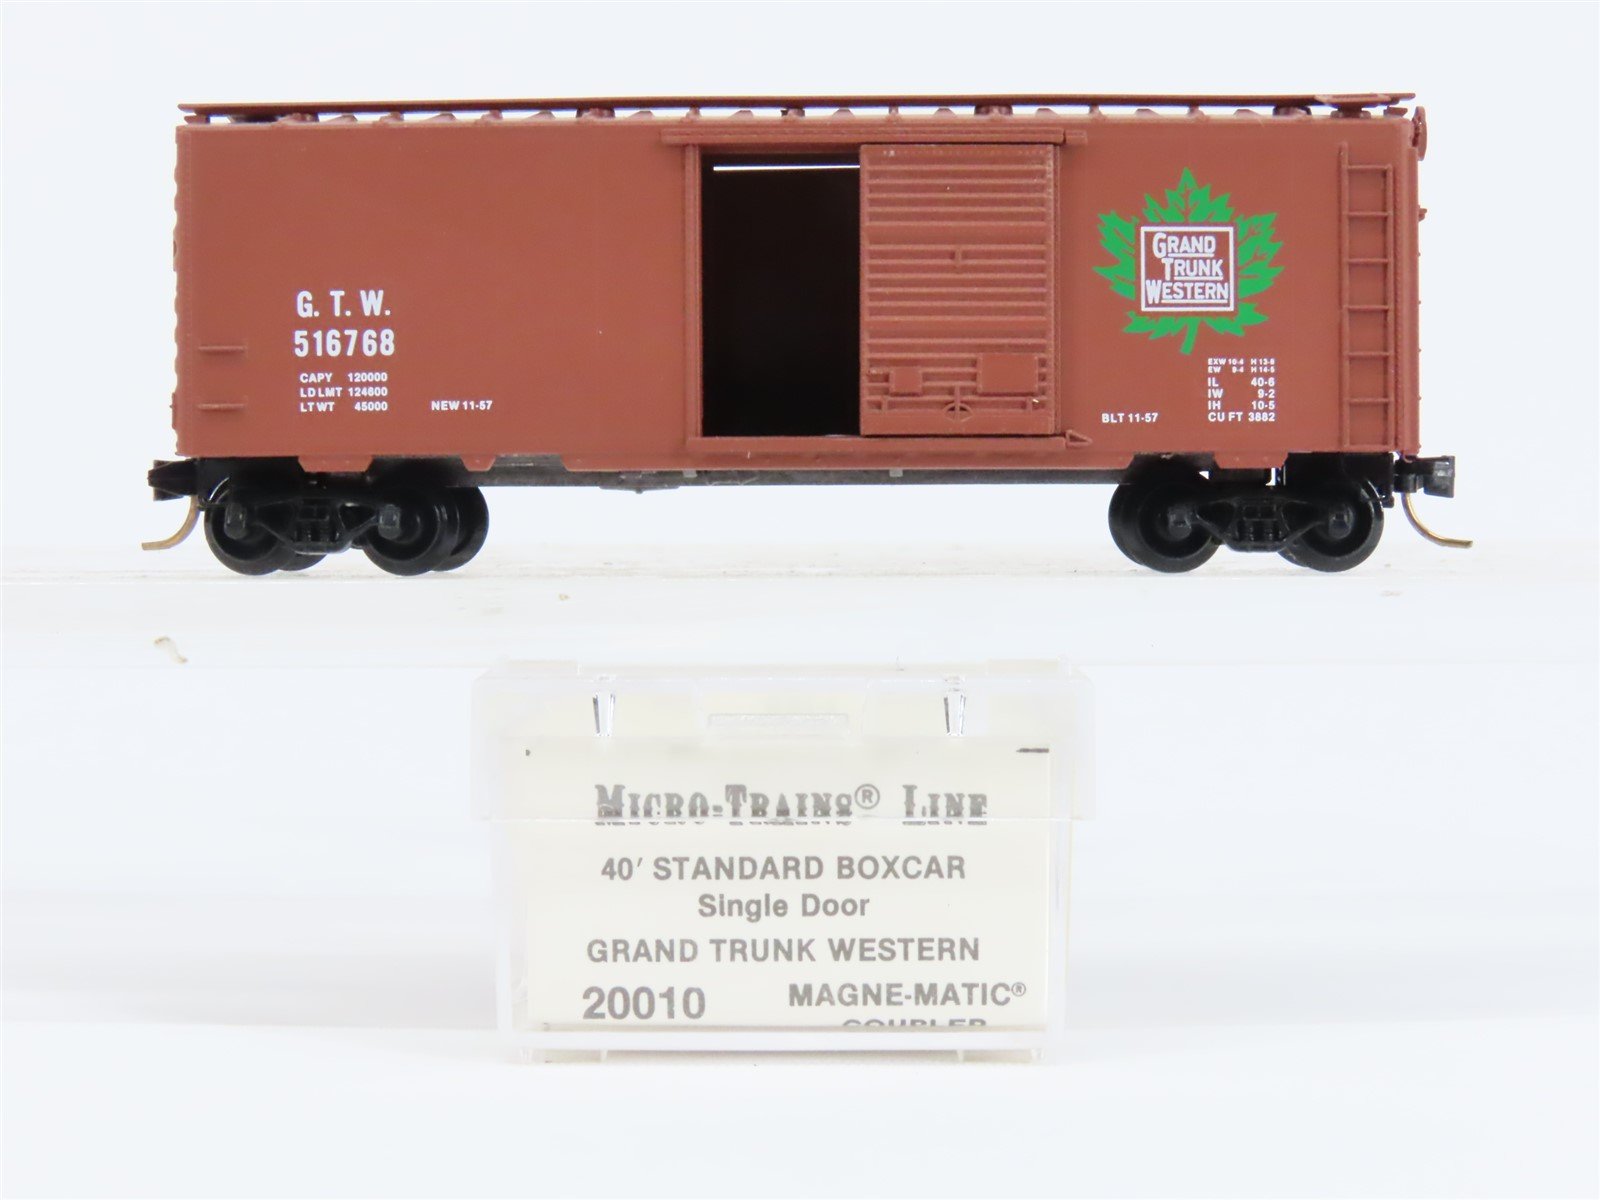 G. T. W.
516768
CAPY 120000
LD LMT 124600
LT WT 45000
NEW 11-57
GRAND
TRUNK
WESTERN
EXW 10-4 H 13-6
EW 9-4 H 14-5
IL 40-6
IW 9-2
IH 10-5
CU FT 3882
BLT 11-57
MICRO-TRAINS® LINE
40' STANDARD BOXCAR
Single Door
GRAND TRUNK WESTERN
20010
MAGNE-MATIC®
COUPLER